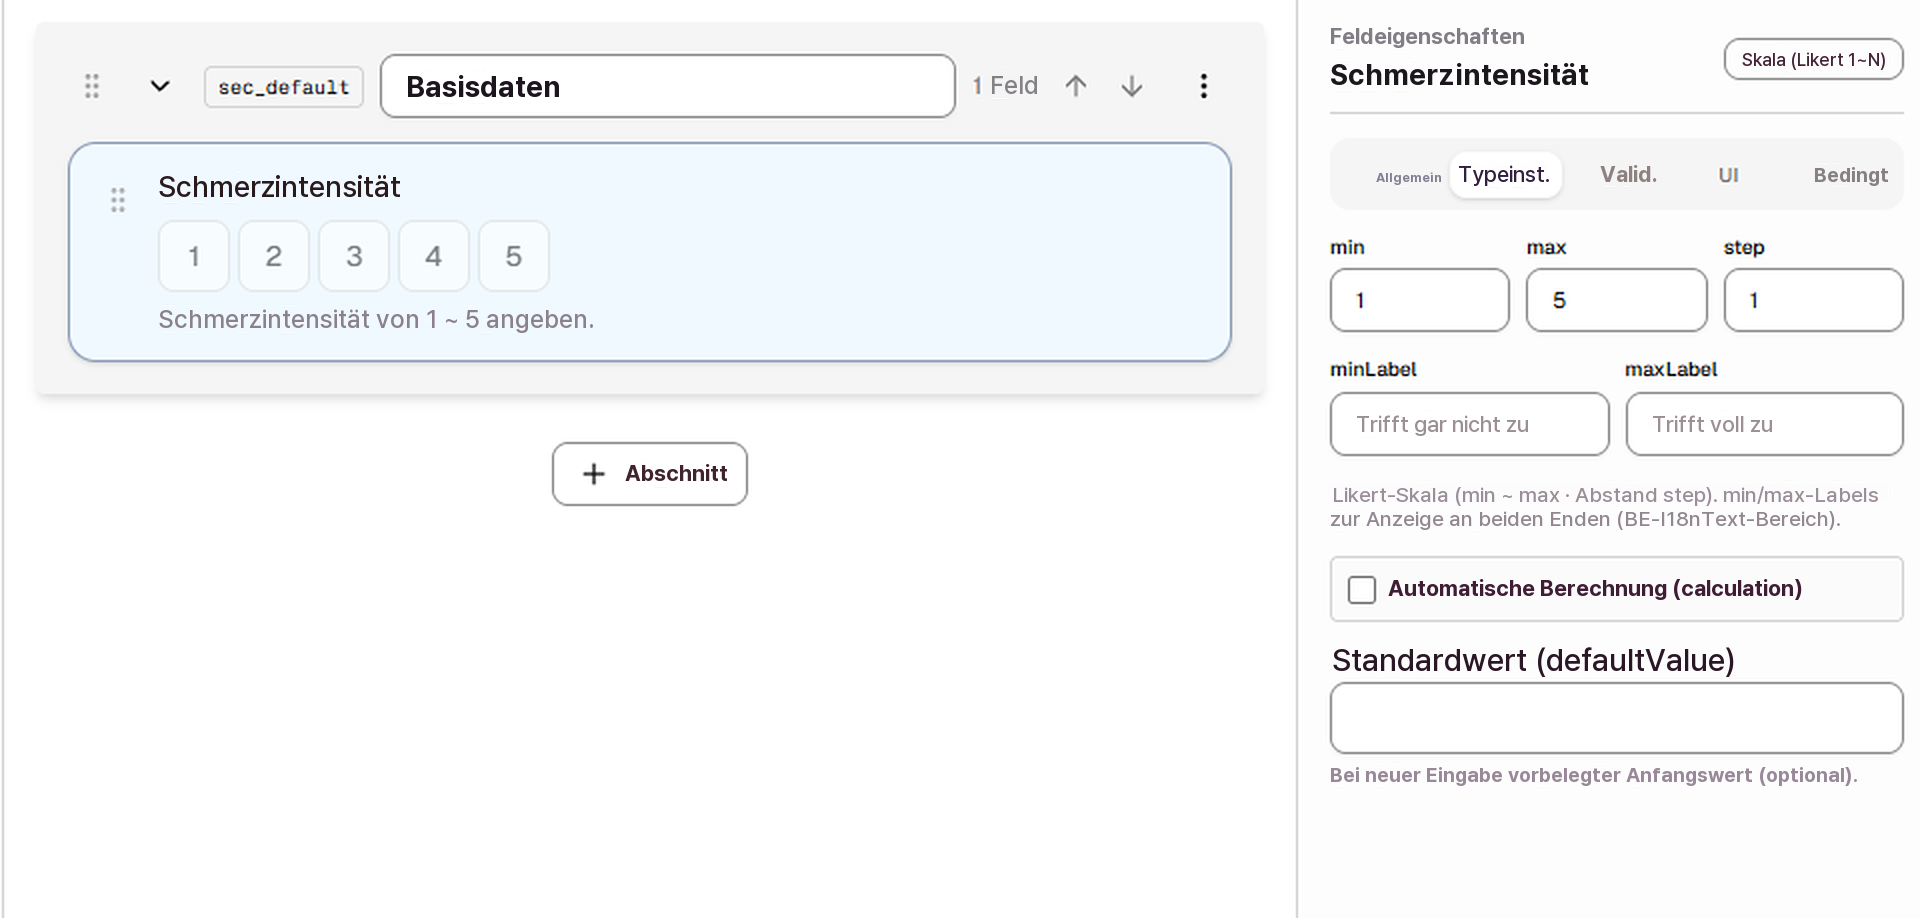 sec_default
Basisdaten
1 Feld
Schmerzintensität
1 2 3 4 5
Schmerzintensität von 1 ~ 5 angeben.
+ Abschnitt
Feldeigenschaften
Schmerzintensität
Skala (Likert 1~N)
Allgemein Typeinst. Valid. UI Bedingt
min max step
1 5 1
minLabel maxLabel
Trifft gar nicht zu Trifft voll zu
Likert-Skala (min ~ max · Abstand step). min/max-Labels
zur Anzeige an beiden Enden (BE-I18nText-Bereich).
Automatische Berechnung (calculation)
Standardwert (defaultValue)
Bei neuer Eingabe vorbelegter Anfangswert (optional).